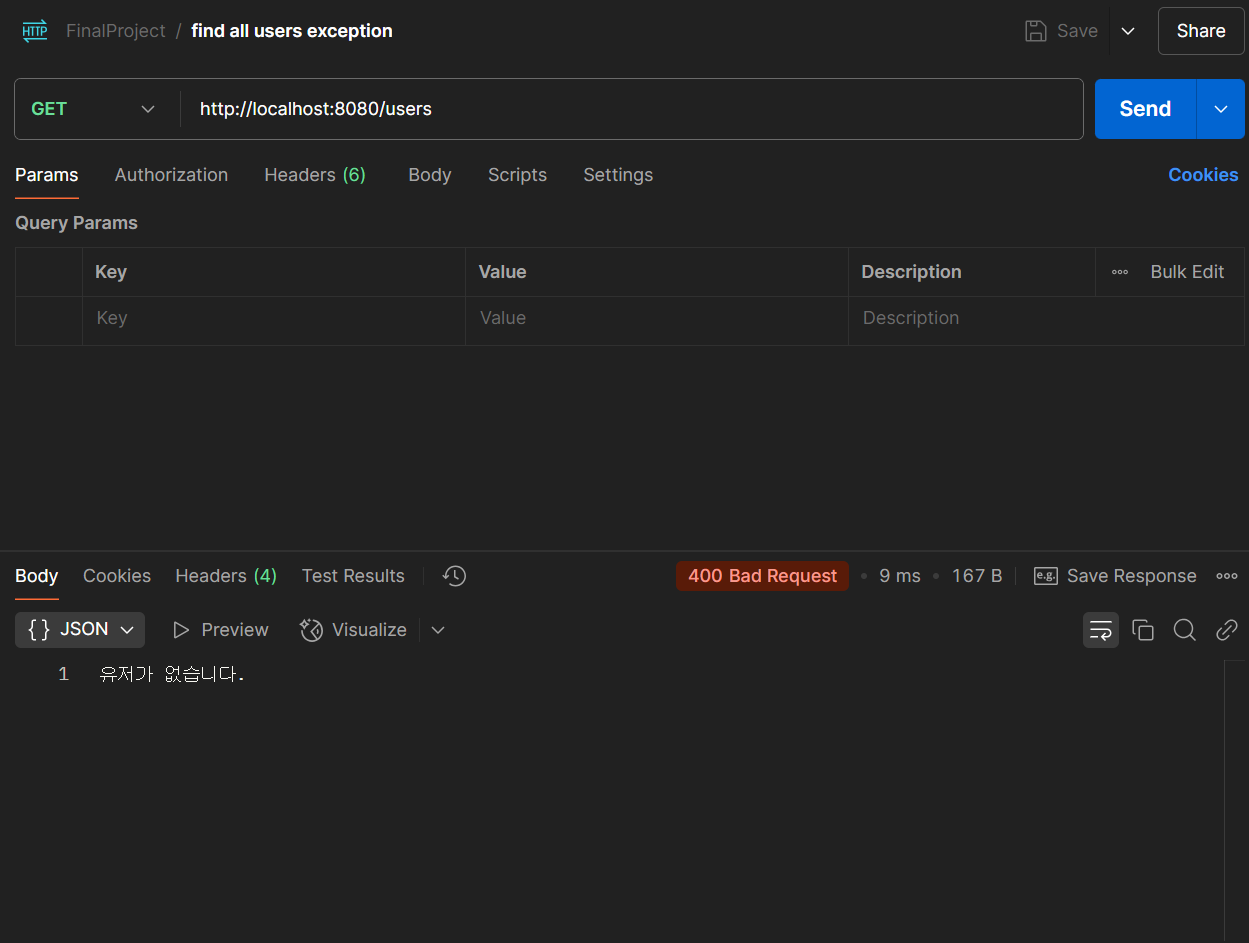 HTTP FinalProject / find all users exception Save Share
GET http://localhost:8080/users Send
Params Authorization Headers (6) Body Scripts Settings Cookies
Query Params
Key Value Description Bulk Edit
Key Value Description
Body Cookies Headers (4) Test Results 400 Bad Request 9 ms 167 B e.g. Save Response
{} JSON Preview Visualize
1 유저가 없습니다.